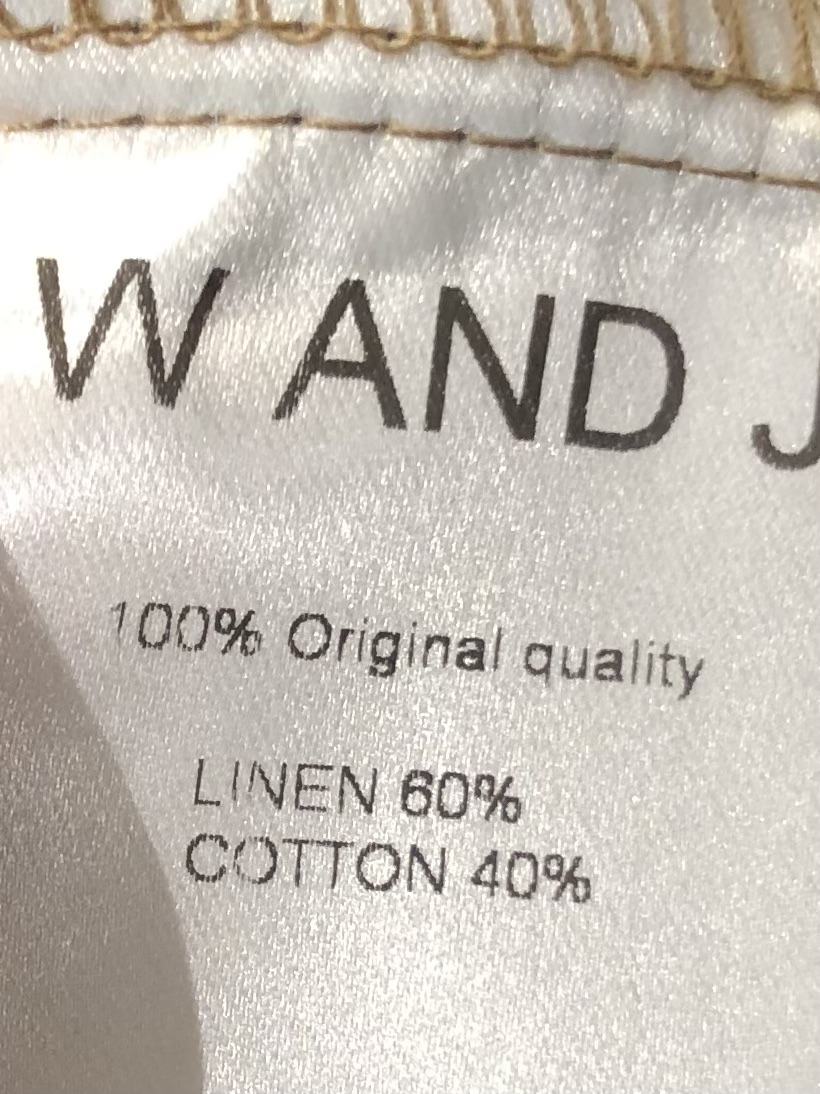 W AND J
100% Original quality
LINEN 60%
COTTON 40%